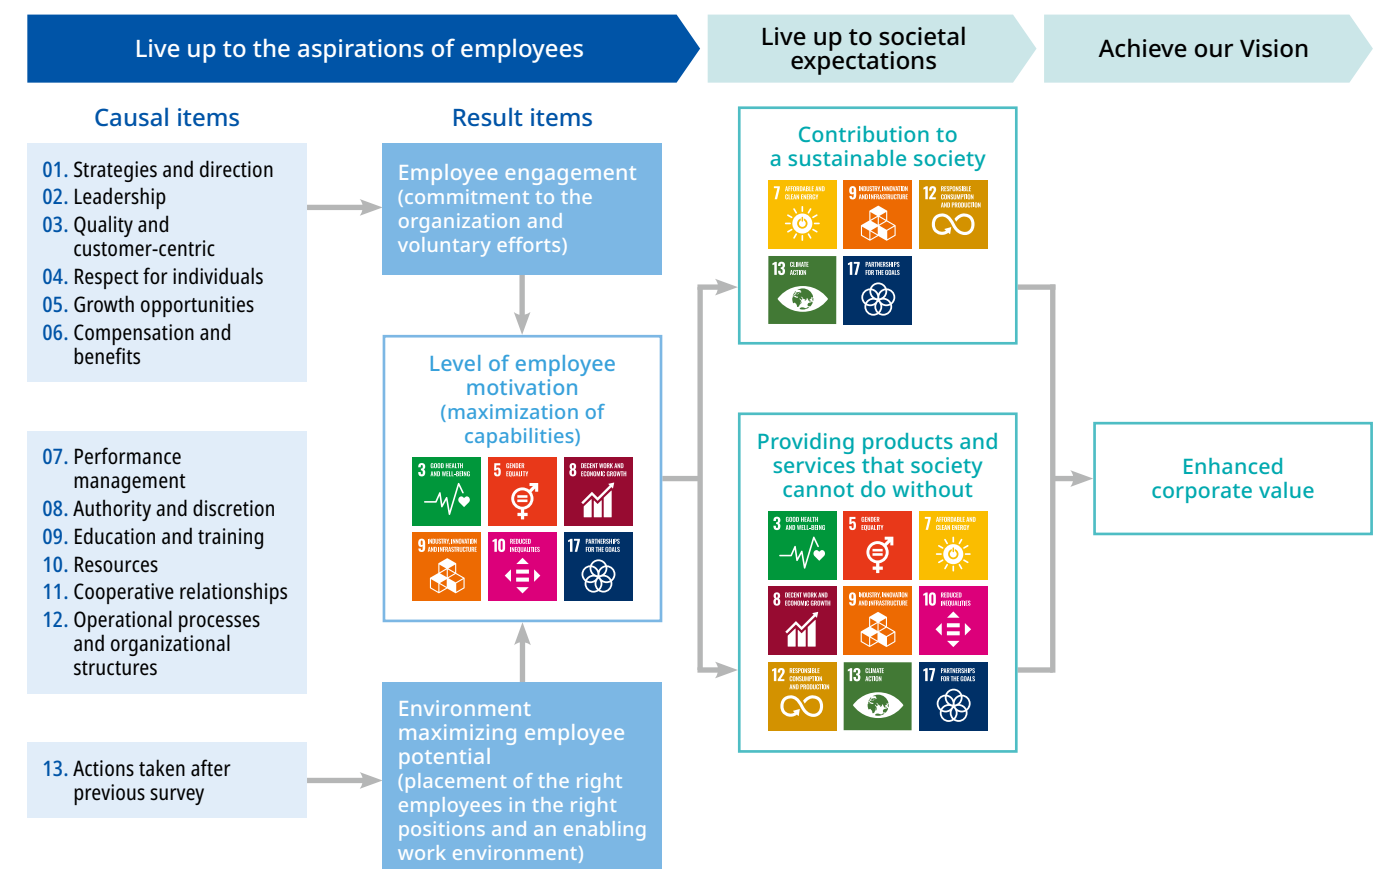 Live up to the aspirations of employees
Live up to societal
expectations
Achieve our Vision
Causal items
01. Strategies and direction
02. Leadership
03. Quality and
customer-centric
04. Respect for individuals
05. Growth opportunities
06. Compensation and
benefits
07. Performance
management
08. Authority and discretion
09. Education and training
10. Resources
11. Cooperative relationships
12. Operational processes
and organizational
structures
13. Actions taken after
previous survey
Result items
Employee engagement
(commitment to the
organization and
voluntary efforts)
Level of employee
motivation
(maximization of
capabilities)
3 GOOD HEALTH
AND WELL-BEING
5 GENDER
EQUALITY
8 DECENT WORK AND
ECONOMIC GROWTH
9 INDUSTRY, INNOVATION
AND INFRASTRUCTURE
10 REDUCED
INEQUALITIES
17 PARTNERSHIPS
FOR THE GOALS
Environment
maximizing employee
potential
(placement of the right
employees in the right
positions and an enabling
work environment)
Contribution to
a sustainable society
7 AFFORDABLE AND
CLEAN ENERGY
9 INDUSTRY, INNOVATION
AND INFRASTRUCTURE
12 RESPONSIBLE
CONSUMPTION
AND PRODUCTION
13 CLIMATE
ACTION
17 PARTNERSHIPS
FOR THE GOALS
Providing products and
services that society
cannot do without
3 GOOD HEALTH
AND WELL-BEING
5 GENDER
EQUALITY
7 AFFORDABLE AND
CLEAN ENERGY
8 DECENT WORK AND
ECONOMIC GROWTH
9 INDUSTRY, INNOVATION
AND INFRASTRUCTURE
10 REDUCED
INEQUALITIES
12 RESPONSIBLE
CONSUMPTION
AND PRODUCTION
13 CLIMATE
ACTION
17 PARTNERSHIPS
FOR THE GOALS
Enhanced
corporate value